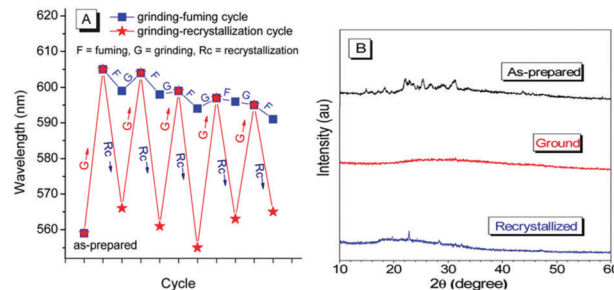 A
grinding-fuming cycle
grinding-recrystallization cycle
F = fuming, G = grinding, Rc = recrystallization
Wavelength (nm)
620
610
600
590
580
570
560
F G F G F G F G F
G G G G G
Rc Rc Rc Rc Rc
as-prepared
Cycle
B
As-prepared
Ground
Recrystallized
Intensity (au)
10 20 30 40 50 60
2θ (degree)